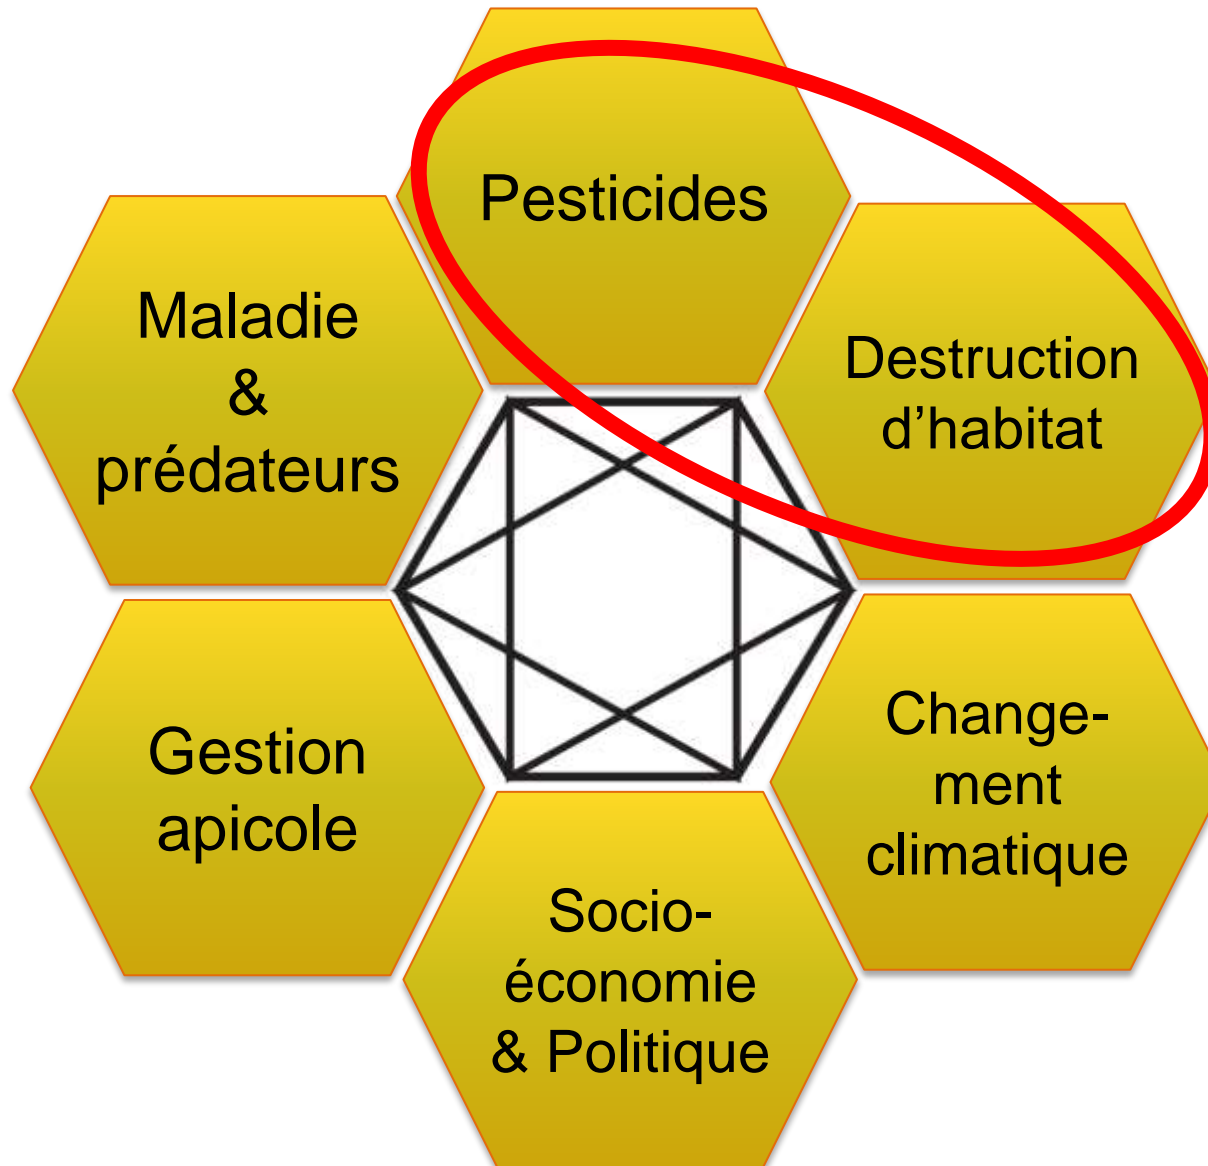 Pesticides
Destruction
d’habitat
Change-
ment
climatique
Socio-
économie
& Politique
Gestion
apicole
Maladie
&
prédateurs